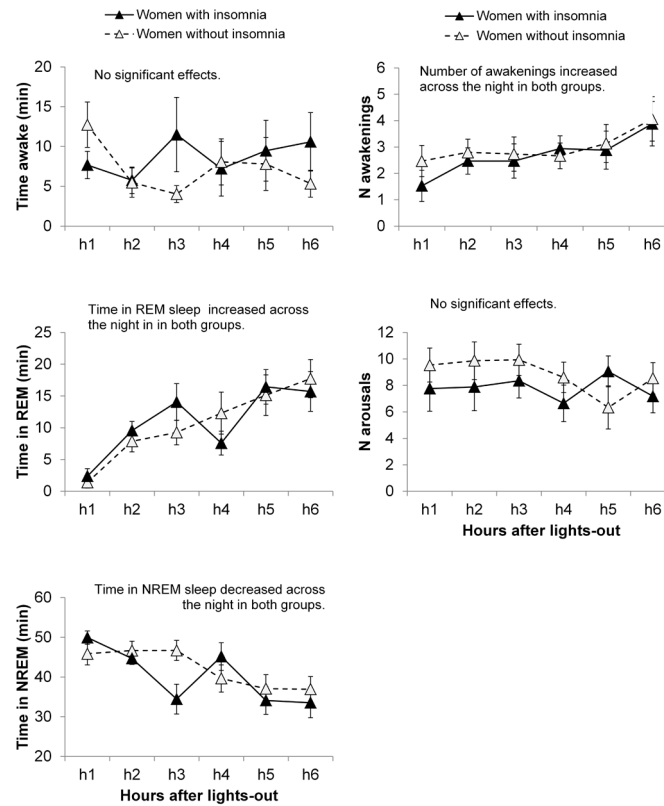 Women with insomnia
Women without insomnia
Women with insomnia
Women without insomnia
No significant effects.
Time awake (min)
20
15
10
5
0
h1 h2 h3 h4 h5 h6
Number of awakenings increased
across the night in both groups.
N awakenings
6
5
4
3
2
1
0
h1 h2 h3 h4 h5 h6
Time in REM sleep increased across
the night in in both groups.
Time in REM (min)
25
20
15
10
5
0
h1 h2 h3 h4 h5 h6
No significant effects.
N arousals
12
10
8
6
4
2
0
h1 h2 h3 h4 h5 h6
Hours after lights-out
Time in NREM sleep decreased across
the night in both groups.
Time in NREM (min)
60
50
40
30
20
h1 h2 h3 h4 h5 h6
Hours after lights-out